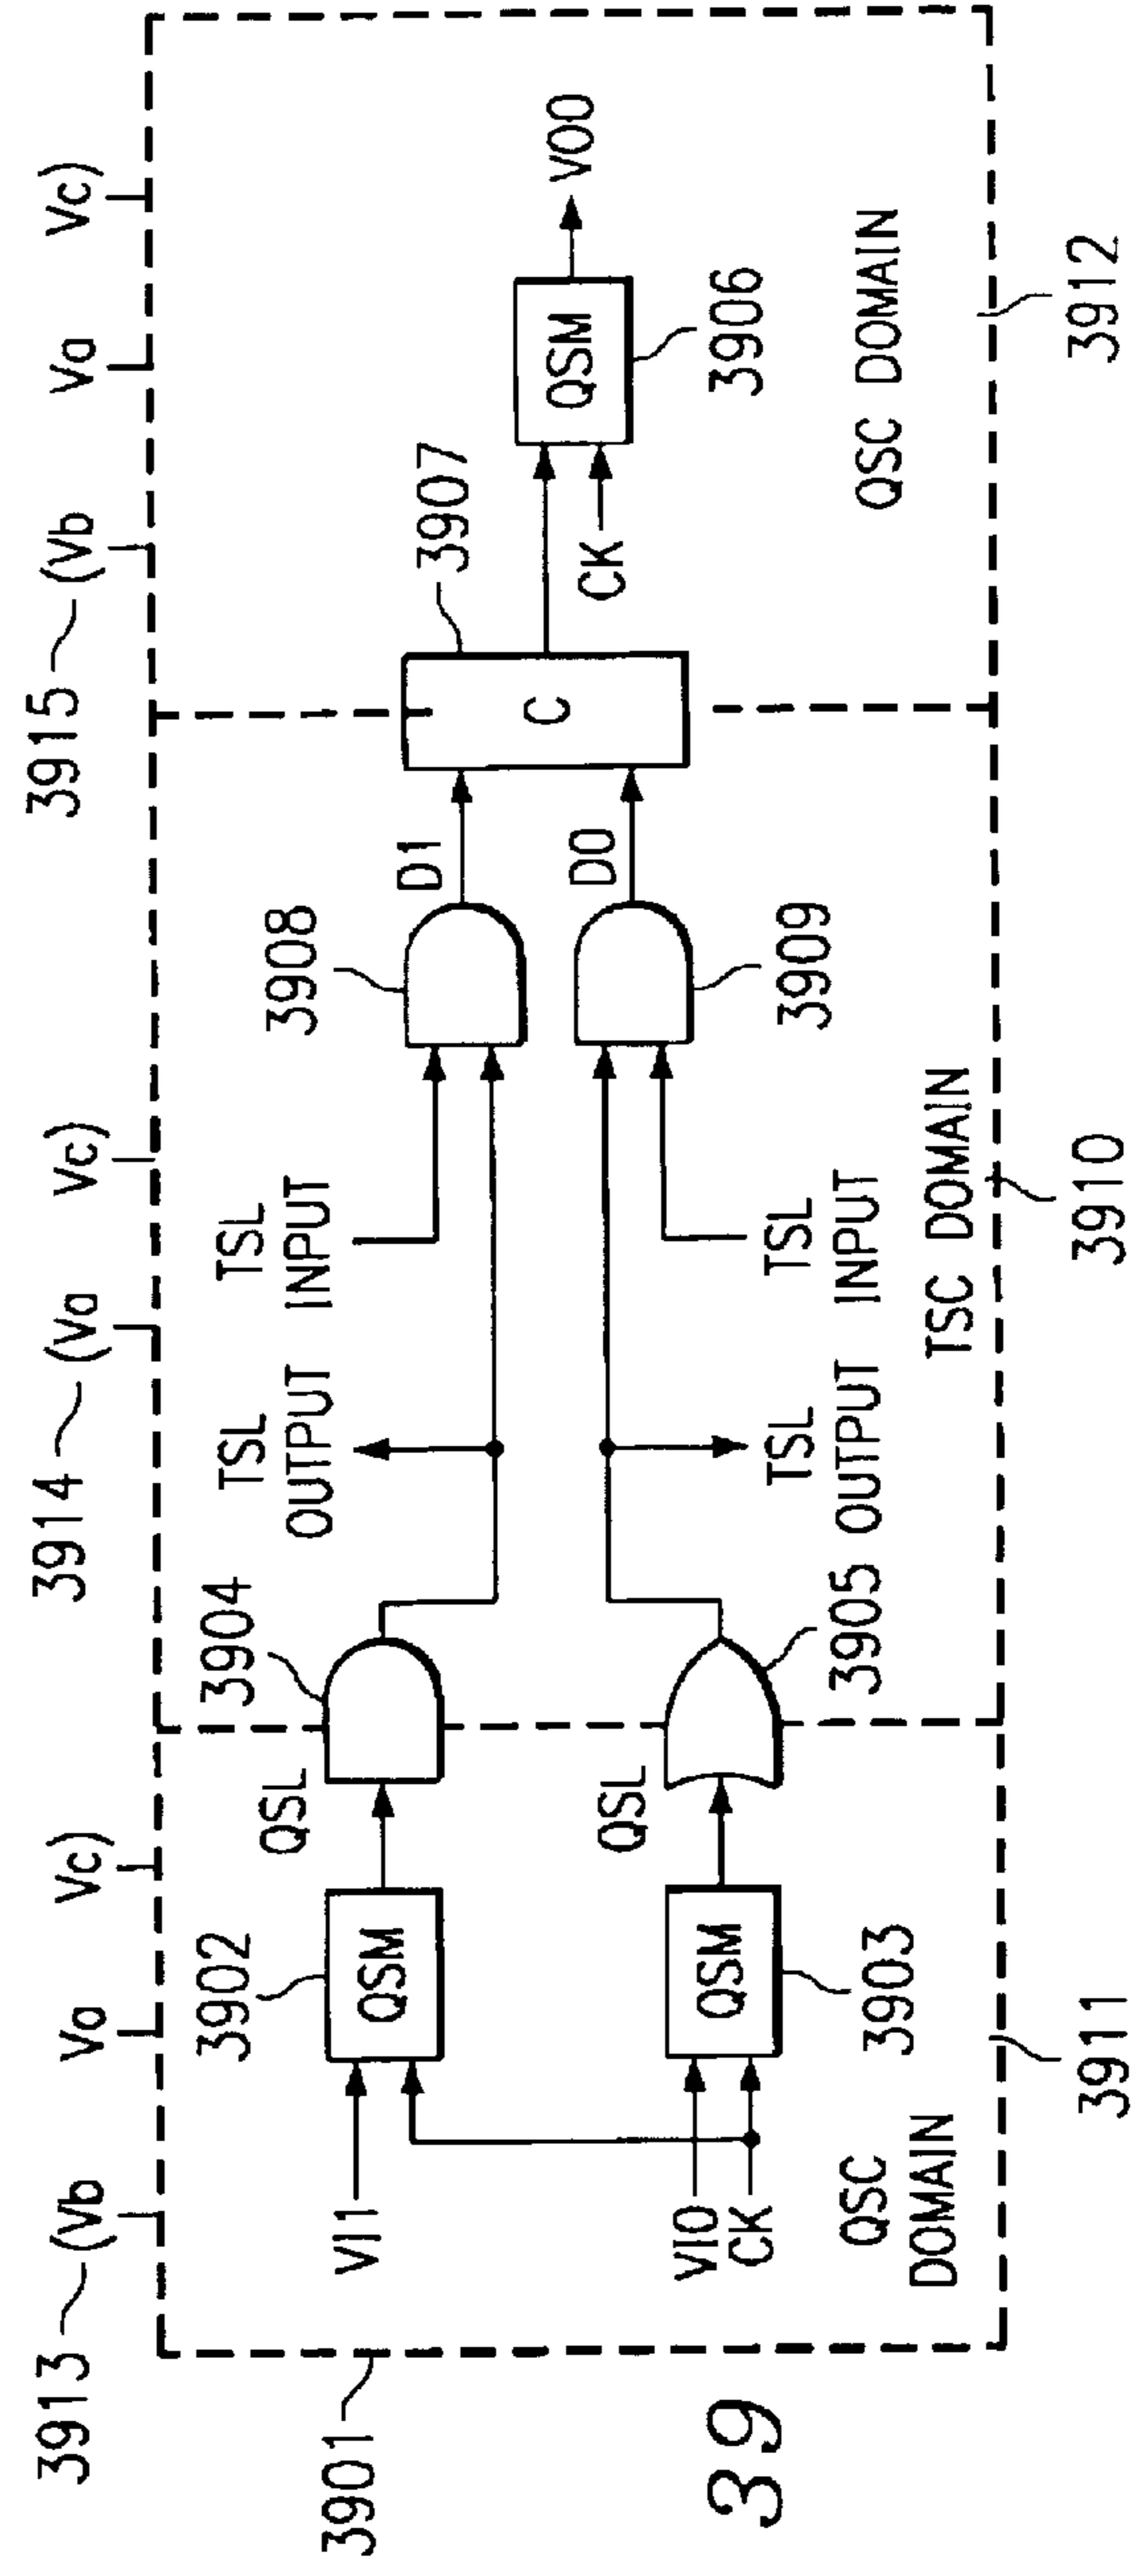 3913 (Vb Va Vc)
3914 (Va Vc)
3915 (Vb Va Vc)
3901
VI1
VI0
CK
3902
QSM
QSL
3904
3903
QSM
QSL
3905
QSC
DOMAIN
3911
TSL
OUTPUT
TSL
INPUT
TSL
OUTPUT
TSL
INPUT
3908
D1
3909
D0
TSC DOMAIN
3910
3907
C
CK
QSM
3906
VOO
QSC DOMAIN
3912
39